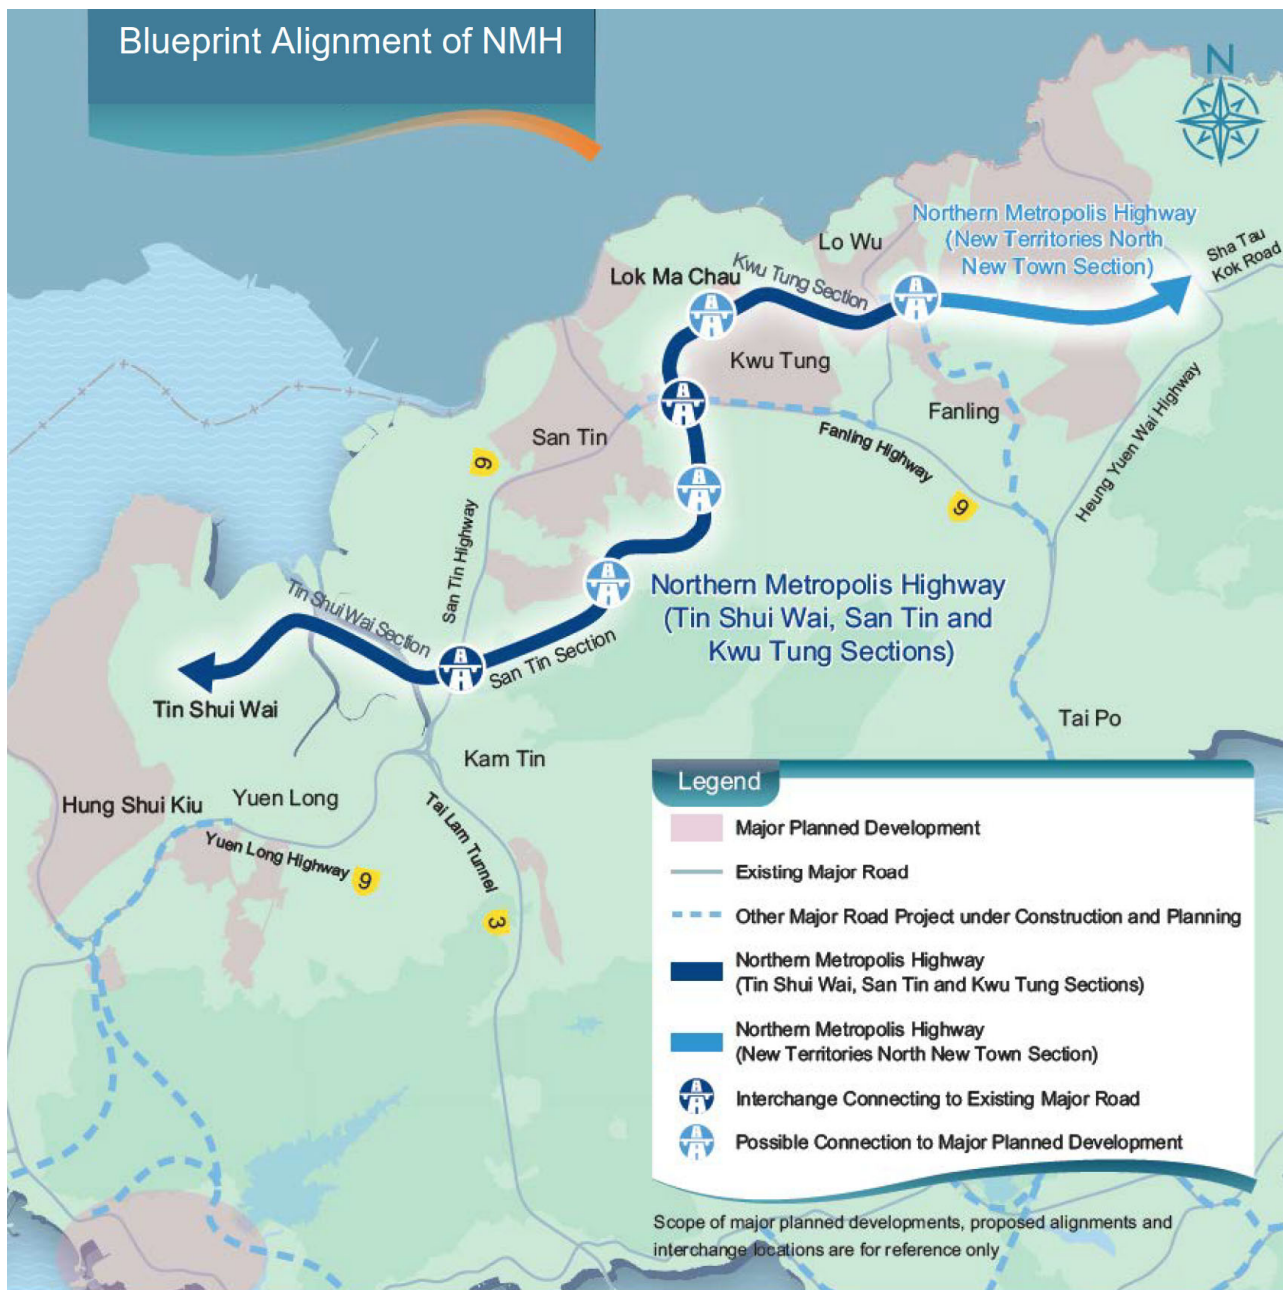 Blueprint Alignment of NMH
N
Northern Metropolis Highway
(New Territories North
New Town Section)
Sha Tau
Kok Road
Lo Wu
Kwu Tung Section
Lok Ma Chau
Kwu Tung
Fanling
San Tin
Fanling Highway
9
9
Heung Yuen Wai Highway
San Tin Highway
Northern Metropolis Highway
(Tin Shui Wai, San Tin and
Kwu Tung Sections)
Tin Shui Wai Section
San Tin Section
Tin Shui Wai
Tai Po
Kam Tin
Hung Shui Kiu
Yuen Long
Yuen Long Highway
9
Tai Lam Tunnel
3
Legend
Major Planned Development
Existing Major Road
Other Major Road Project under Construction and Planning
Northern Metropolis Highway
(Tin Shui Wai, San Tin and Kwu Tung Sections)
Northern Metropolis Highway
(New Territories North New Town Section)
Interchange Connecting to Existing Major Road
Possible Connection to Major Planned Development
Scope of major planned developments, proposed alignments and
interchange locations are for reference only